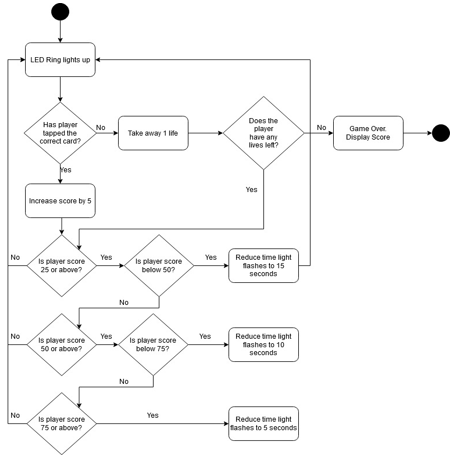 LED Ring lights up
Has player
tapped the
correct card?
No
Take away 1 life
Does the
player
have any
lives left?
No
Game Over.
Display Score
Yes
Increase score by 5
Yes
No
Is player score
25 or above?
Yes
Is player score
below 50?
Yes
Reduce time light
flashes to 15
seconds
No
No
Is player score
50 or above?
Yes
Is player score
below 75?
Yes
Reduce time light
flashes to 10
seconds
No
No
Is player score
75 or above?
Yes
Reduce time light
flashes to 5 seconds